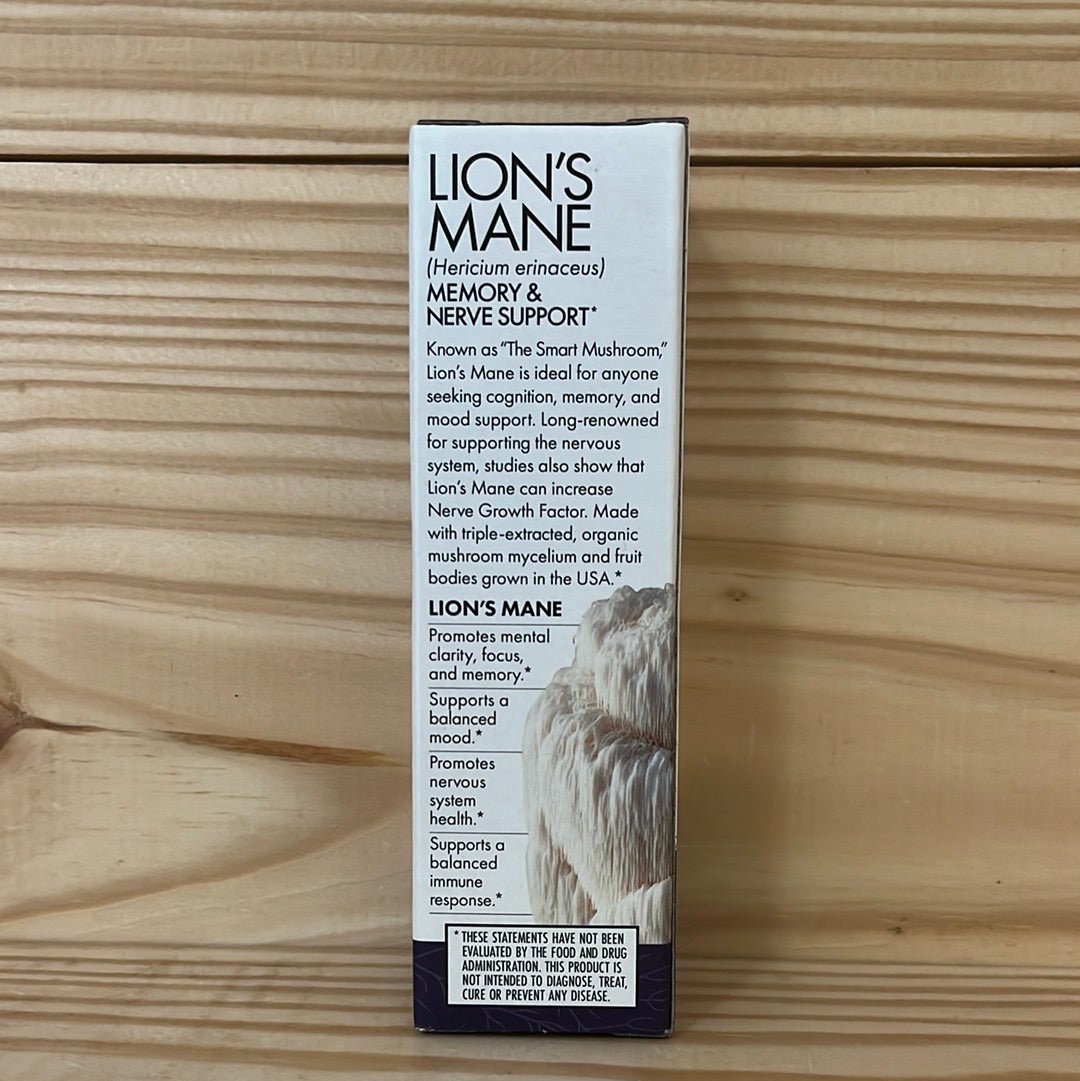 LION'S
MANE
(Hericium erinaceus)
MEMORY &
NERVE SUPPORT*
Known as “The Smart Mushroom,”
Lion's Mane is ideal for anyone
seeking cognition, memory, and
mood support. Long-renowned
for supporting the nervous
system, studies also show that
Lion's Mane can increase
Nerve Growth Factor. Made
with triple-extracted, organic
mushroom mycelium and fruit
bodies grown in the USA.*
LION'S MANE
Promotes mental
clarity, focus,
and memory.*
Supports a
balanced
mood.*
Promotes
nervous
system
health.*
Supports a
balanced
immune
response.*
* THESE STATEMENTS HAVE NOT BEEN
EVALUATED BY THE FOOD AND DRUG
ADMINISTRATION. THIS PRODUCT IS
NOT INTENDED TO DIAGNOSE, TREAT,
CURE OR PREVENT ANY DISEASE.